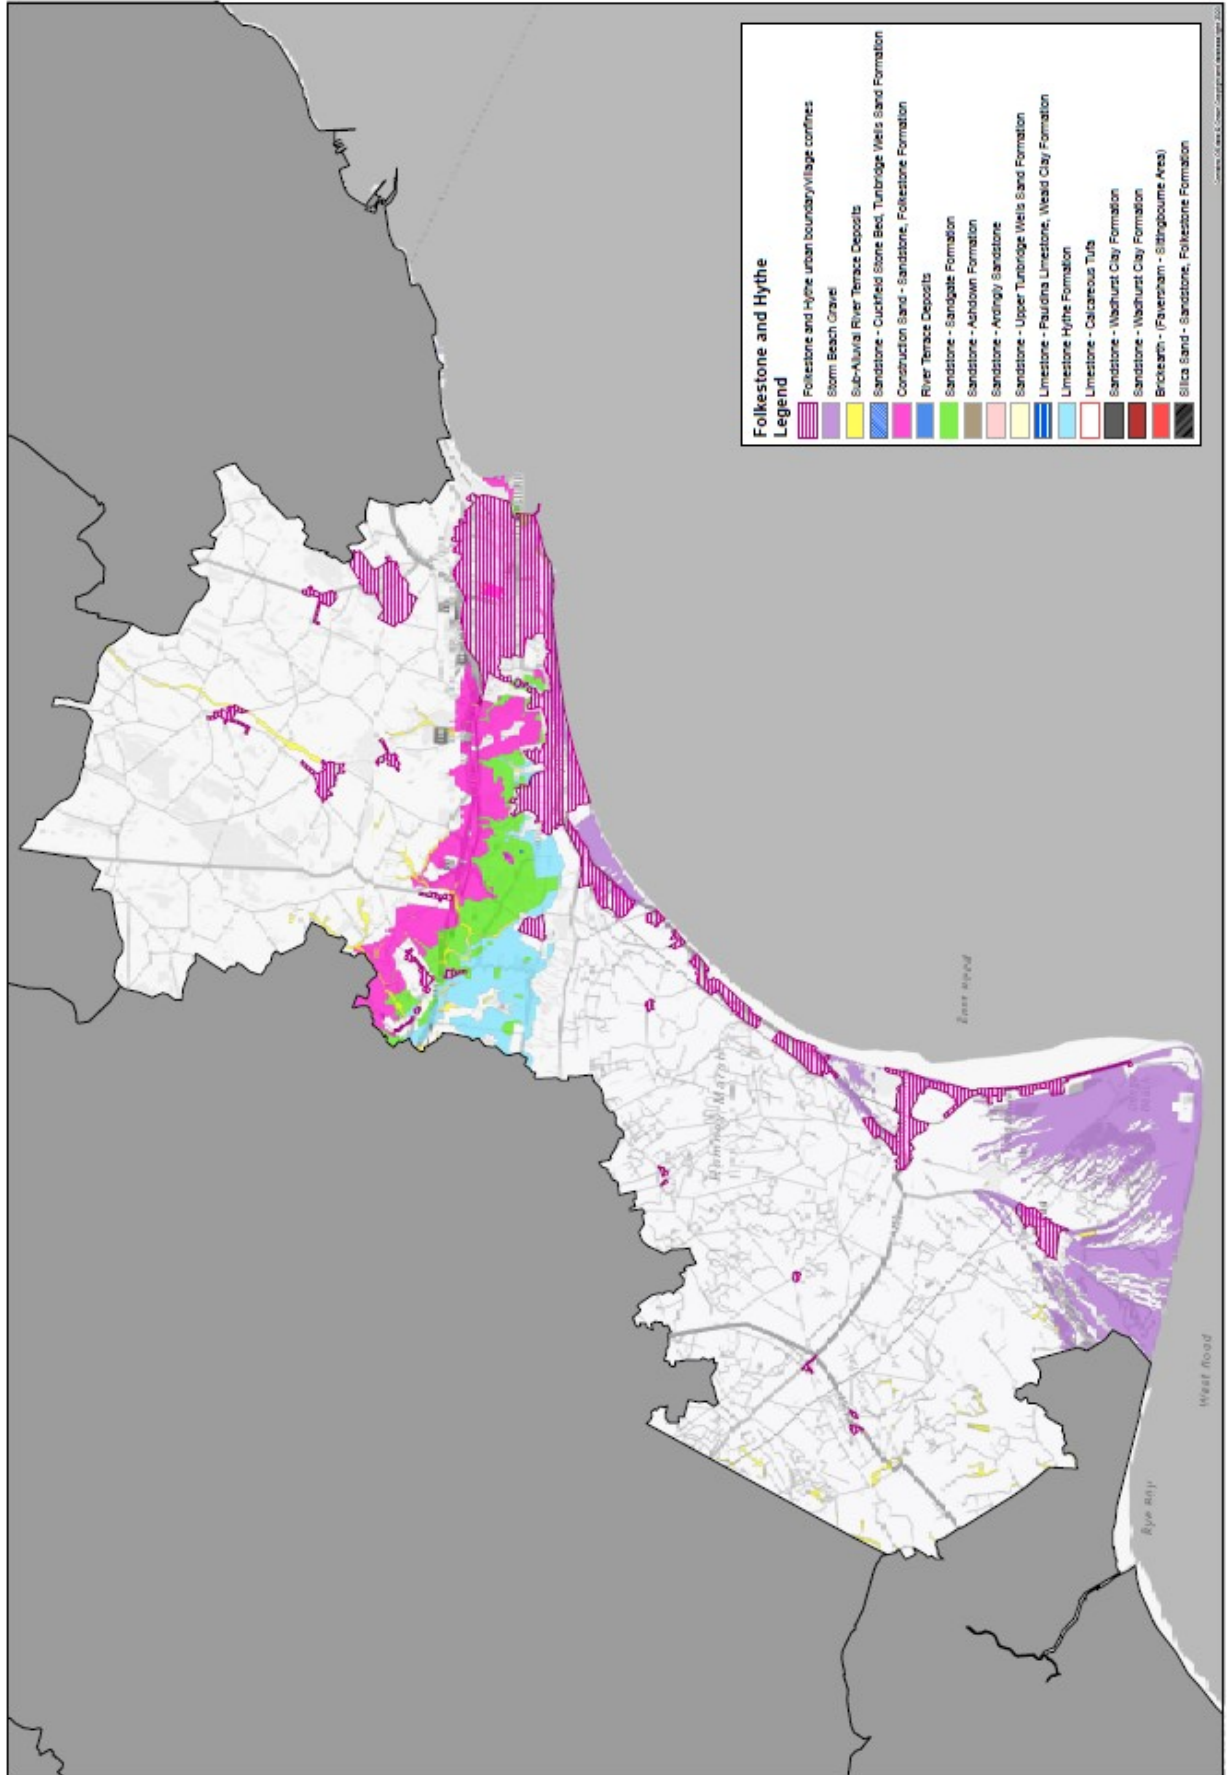 Folkestone and Hythe
Legend
Folkestone and Hythe urban boundary/village confines
Storm Beach Gravel
Sub-Alluvial River Terrace Deposits
Sandstone - Cuckfield Stone Bed, Tunbridge Wells Sand Formation
Construction Sand - Sandstone, Folkestone Formation
River Terrace Deposits
Sandstone - Sandgate Formation
Sandstone - Ashdown Formation
Sandstone - Ardingly Sandstone
Sandstone - Upper Tunbridge Wells Sand Formation
Limestone - Paludina Limestone, Weald Clay Formation
Limestone Hythe Formation
Limestone - Calcareous Tufa
Sandstone - Wadhurst Clay Formation
Sandstone - Wadhurst Clay Formation
Brickearth - (Faversham - Sittingbourne Area)
Silica Sand - Sandstone, Folkestone Formation
East Road
Romney Marsh
West Road
Rye Bay